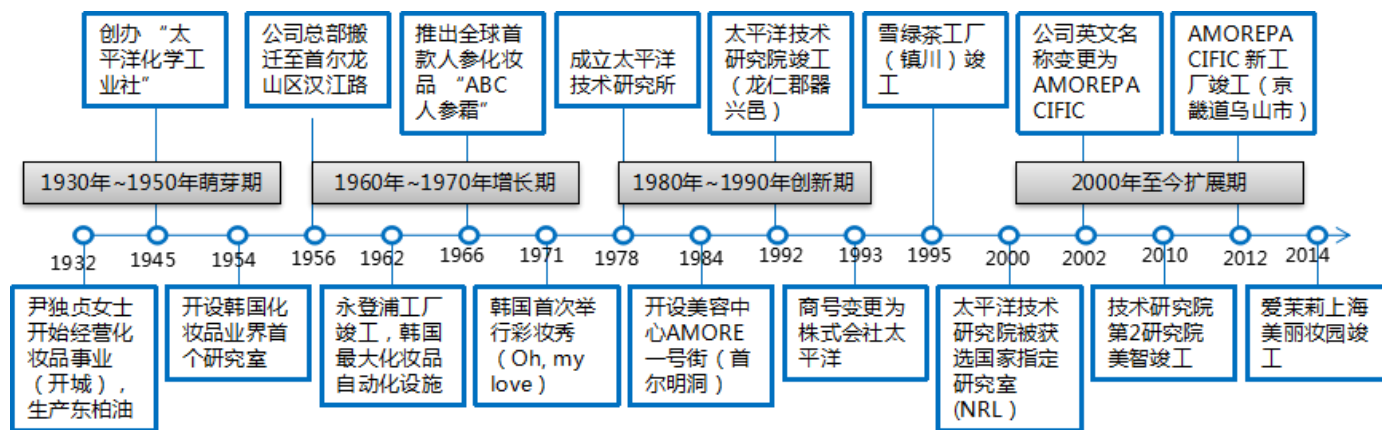 创办 “太
平洋化学工
业社”
公司总部搬
迁至首尔龙
山区汉江路
推出全球首
款人参化妆
品 “ABC
人参霜”
成立太平洋
技术研究所
太平洋技术
研究院竣工
（龙仁郡器
兴邑）
雪绿茶工厂
（镇川）竣
工
公司英文名
称变更为
AMOREPA
CIFIC
AMOREPA
CIFIC 新工
厂竣工（京
畿道乌山市）
1930年~1950年萌芽期
1960年~1970年增长期
1980年~1990年创新期
2000年至今扩展期
1932
1945
1954
1956
1962
1966
1971
1978
1984
1992
1993
1995
2000
2002
2010
2012
2014
尹独贞女士
开始经营化
妆品事业
（开城），
生产东柏油
开设韩国化
妆品业界首
个研究室
永登浦工厂
竣工，韩国
最大化妆品
自动化设施
韩国首次举
行彩妆秀
（Oh, my
love）
开设美容中
心AMORE
一号街（首
尔明洞）
商号变更为
株式会社太
平洋
太平洋技术
研究院被获
选国家指定
研究室
(NRL）
技术研究院
第2研究院
美智竣工
爱茉莉上海
美丽妆园竣
工